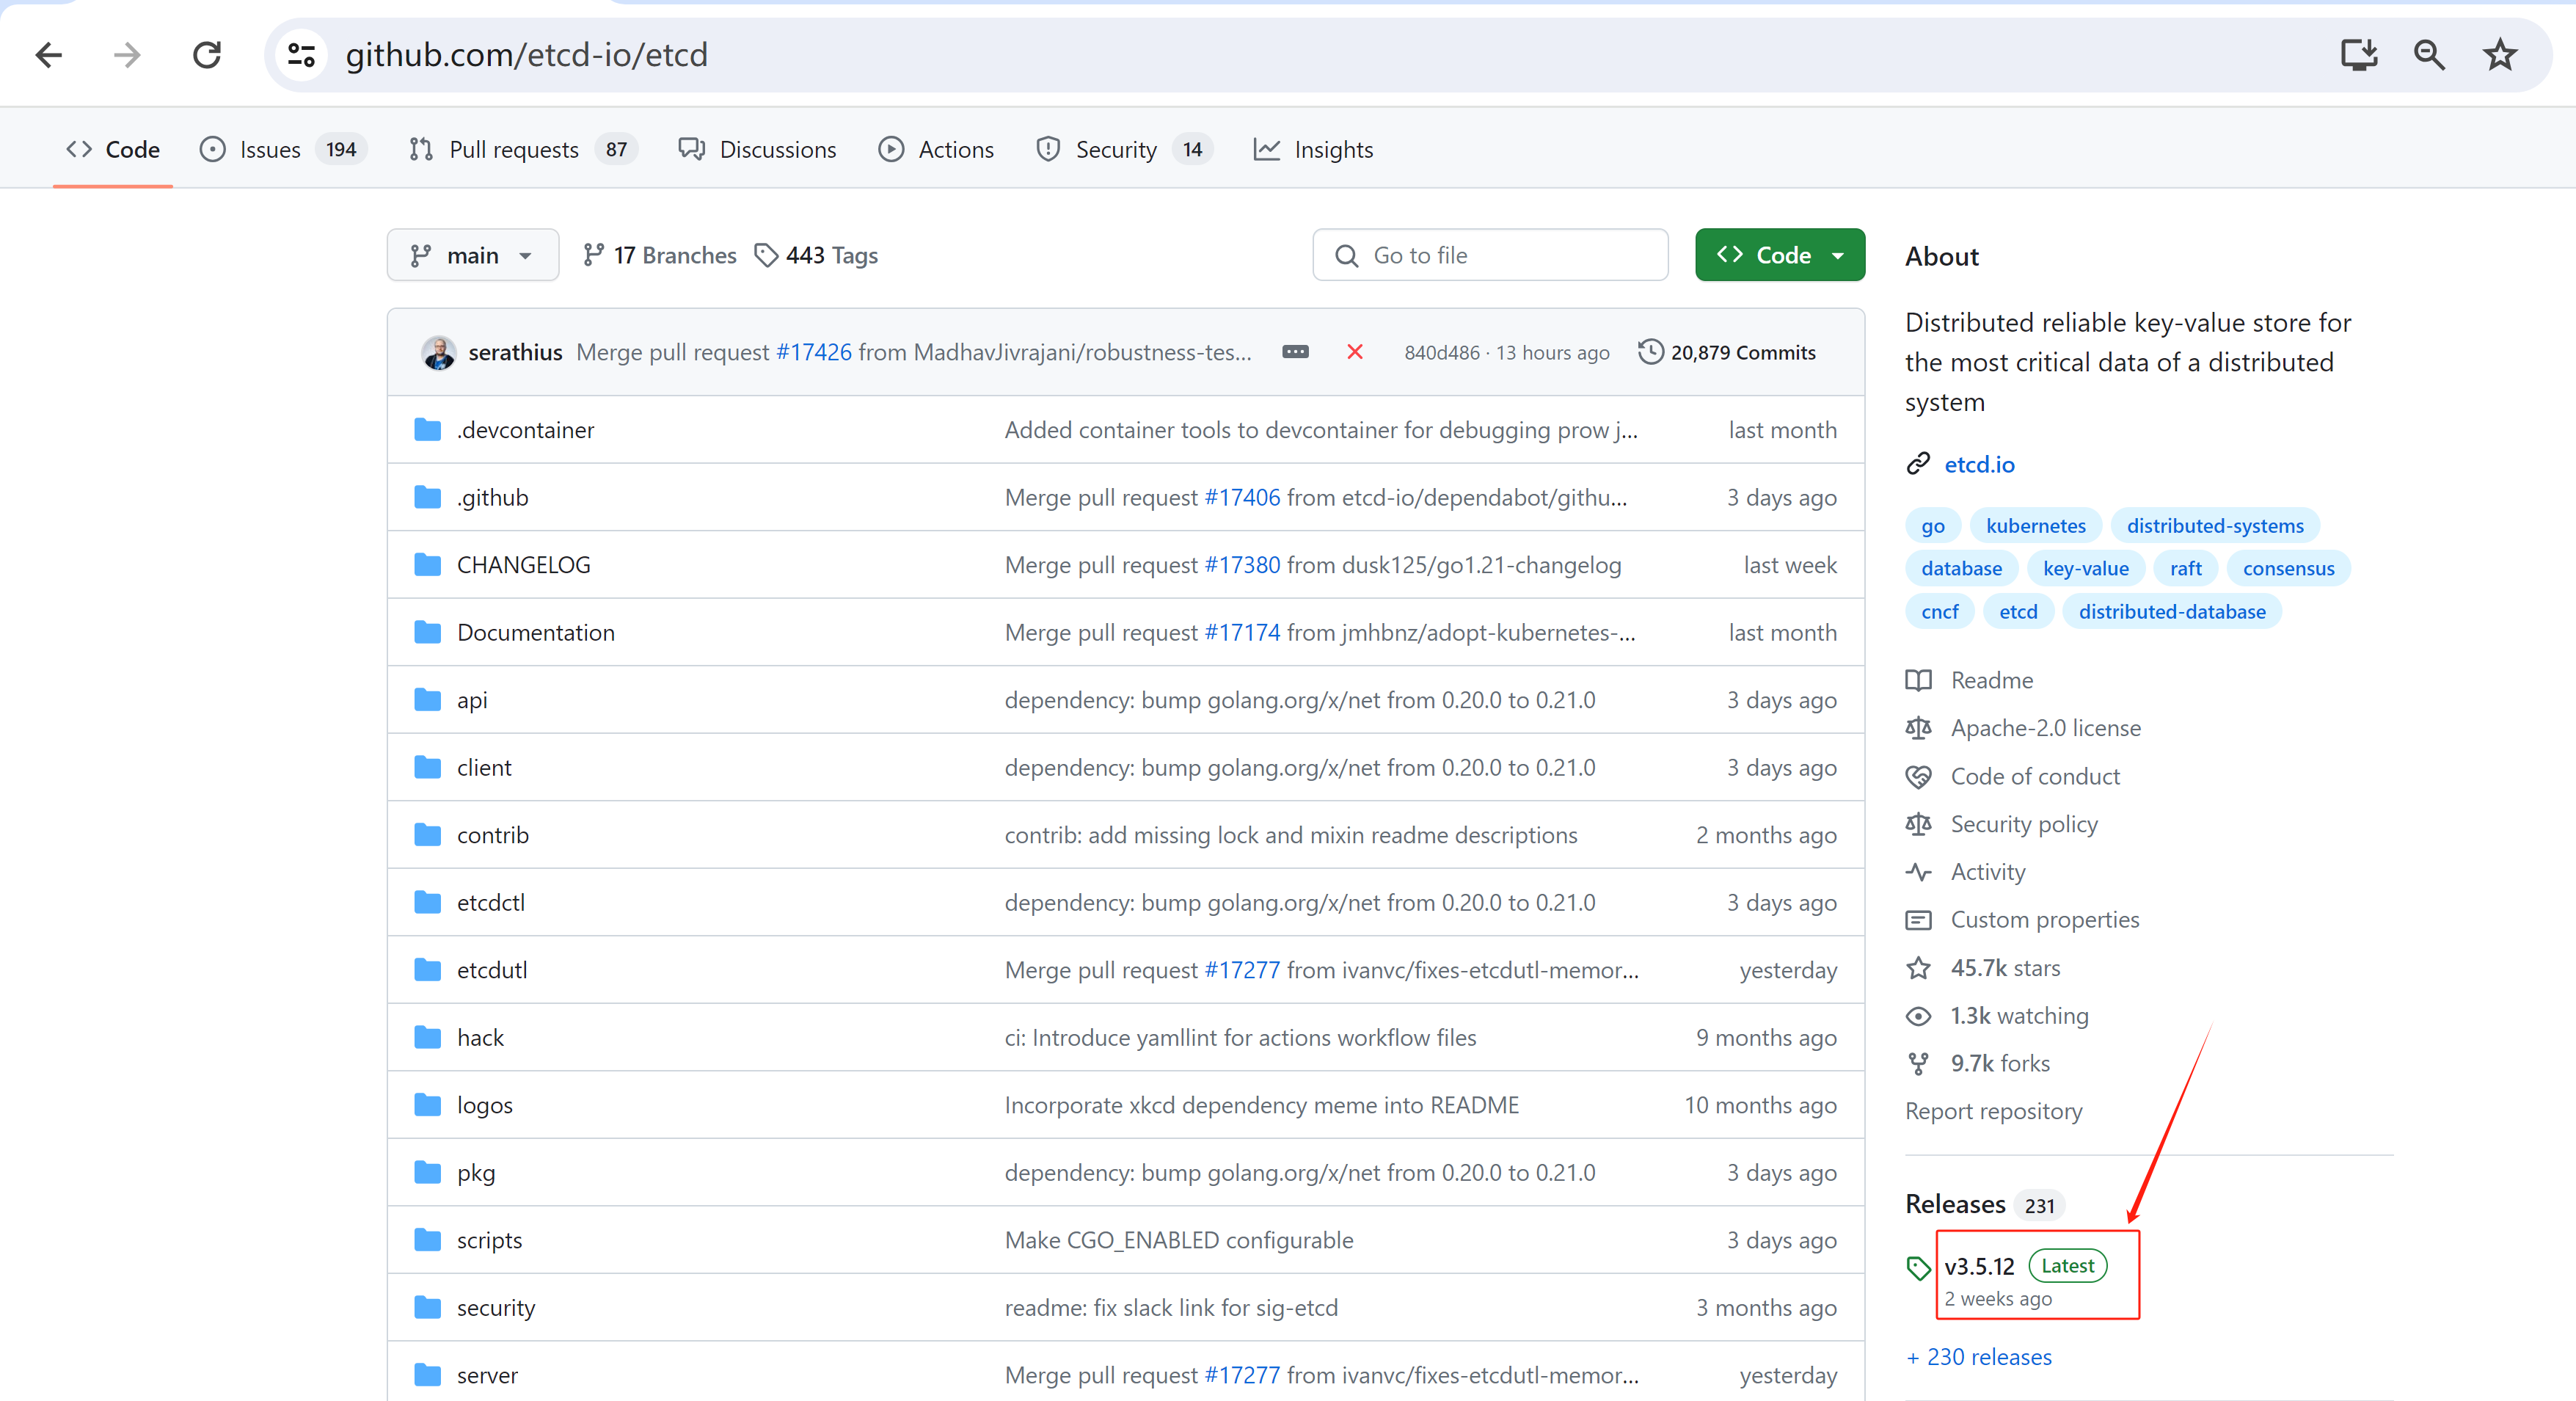 github.com/etcd-io/etcd
Code
Issues 194
Pull requests 87
Discussions
Actions
Security 14
Insights
main
17 Branches
443 Tags
Go to file
Code
serathius Merge pull request #17426 from MadhavJivrajani/robustness-tes... 840d486 · 13 hours ago 20,879 Commits
.devcontainer Added container tools to devcontainer for debugging prow j... last month
.github Merge pull request #17406 from etcd-io/dependabot/githu... 3 days ago
CHANGELOG Merge pull request #17380 from dusk125/go1.21-changelog last week
Documentation Merge pull request #17174 from jmhbnz/adopt-kubernetes-... last month
api dependency: bump golang.org/x/net from 0.20.0 to 0.21.0 3 days ago
client dependency: bump golang.org/x/net from 0.20.0 to 0.21.0 3 days ago
contrib contrib: add missing lock and mixin readme descriptions 2 months ago
etcdctl dependency: bump golang.org/x/net from 0.20.0 to 0.21.0 3 days ago
etcdutl Merge pull request #17277 from ivanvc/fixes-etcdutl-memor... yesterday
hack ci: Introduce yamllint for actions workflow files 9 months ago
logos Incorporate xkcd dependency meme into README 10 months ago
pkg dependency: bump golang.org/x/net from 0.20.0 to 0.21.0 3 days ago
scripts Make CGO_ENABLED configurable 3 days ago
security readme: fix slack link for sig-etcd 3 months ago
server Merge pull request #17277 from ivanvc/fixes-etcdutl-memor... yesterday
About
Distributed reliable key-value store for
the most critical data of a distributed
system
etcd.io
go kubernetes distributed-systems
database key-value raft consensus
cncf etcd distributed-database
Readme
Apache-2.0 license
Code of conduct
Security policy
Activity
Custom properties
45.7k stars
1.3k watching
9.7k forks
Report repository
Releases 231
v3.5.12 Latest
2 weeks ago
+ 230 releases